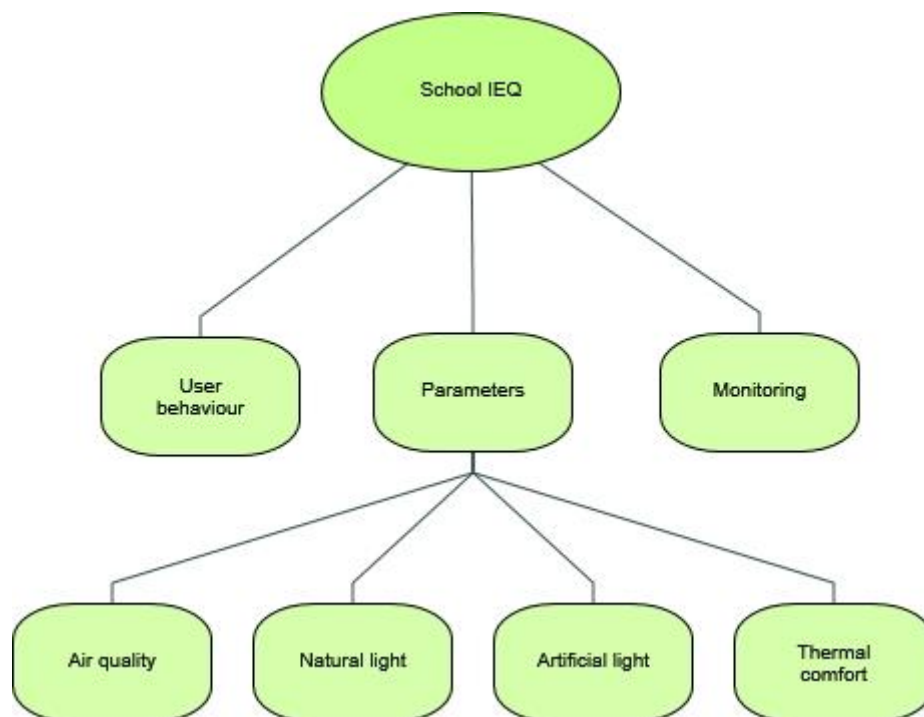 School IEQ
User
behaviour
Parameters
Monitoring
Air quality
Natural light
Artificial light
Thermal
comfort